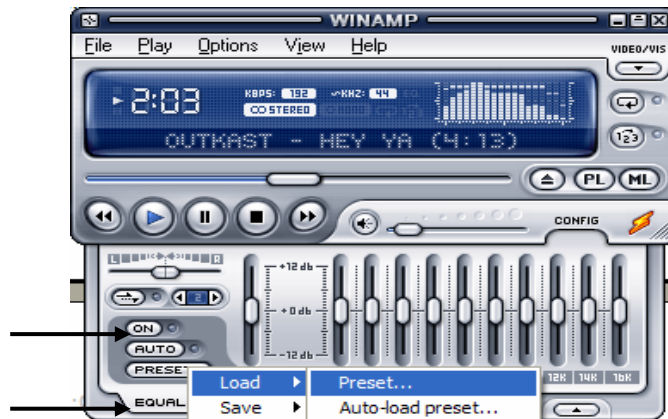 WINAMP
File Play Options View Help
VIDEO/VIS
2:03
KBPS: 192 KHZ: 44
STEREO
OUTKAST - HEY YA (4:13)
PL ML
CONFIG
L R
+12 db
2
+0 db
ON
AUTO
-12 db
PRESE
12K 14K 16K
Load Preset...
EQUAL
Save Auto-load preset...